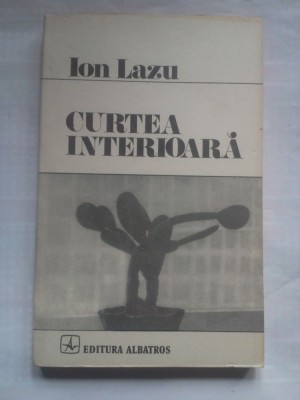 Ion Lazu
CURTEA
INTERIOARĂ
EDITURA ALBATROS